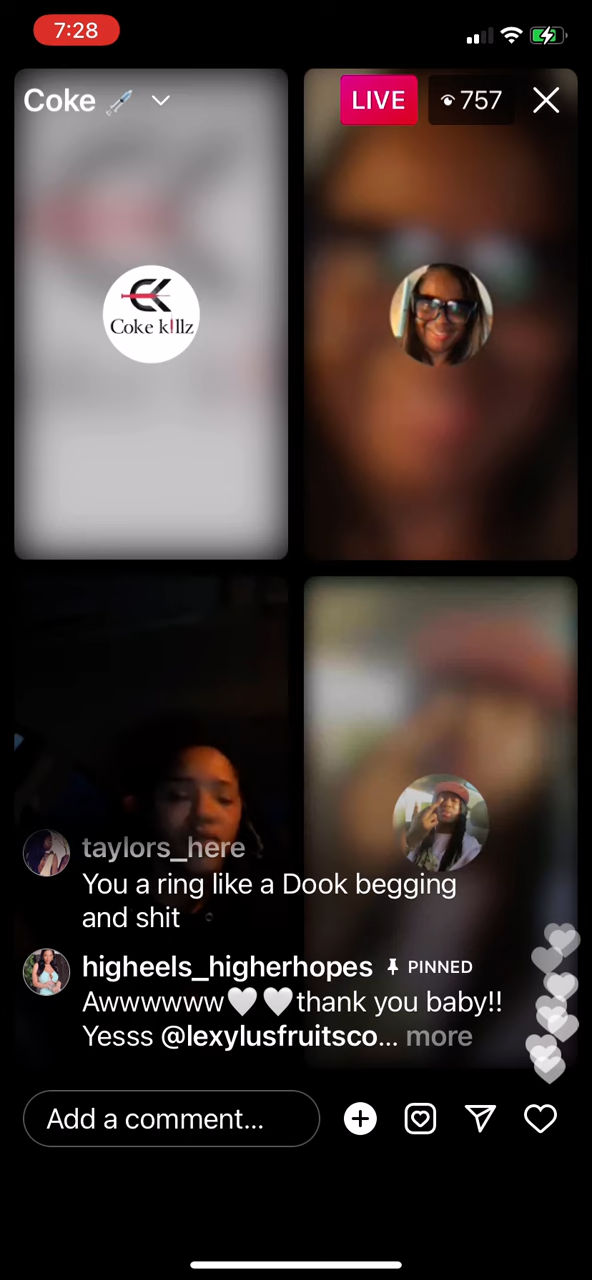 7:28
Coke
LIVE
757
CK
Coke k!llz
taylors_here
You a ring like a Dook begging
and shit
higheels_higherhopes PINNED
Awwwwww🤍🤍thank you baby!!
Yesss @lexylusfruitsco... more
Add a comment...